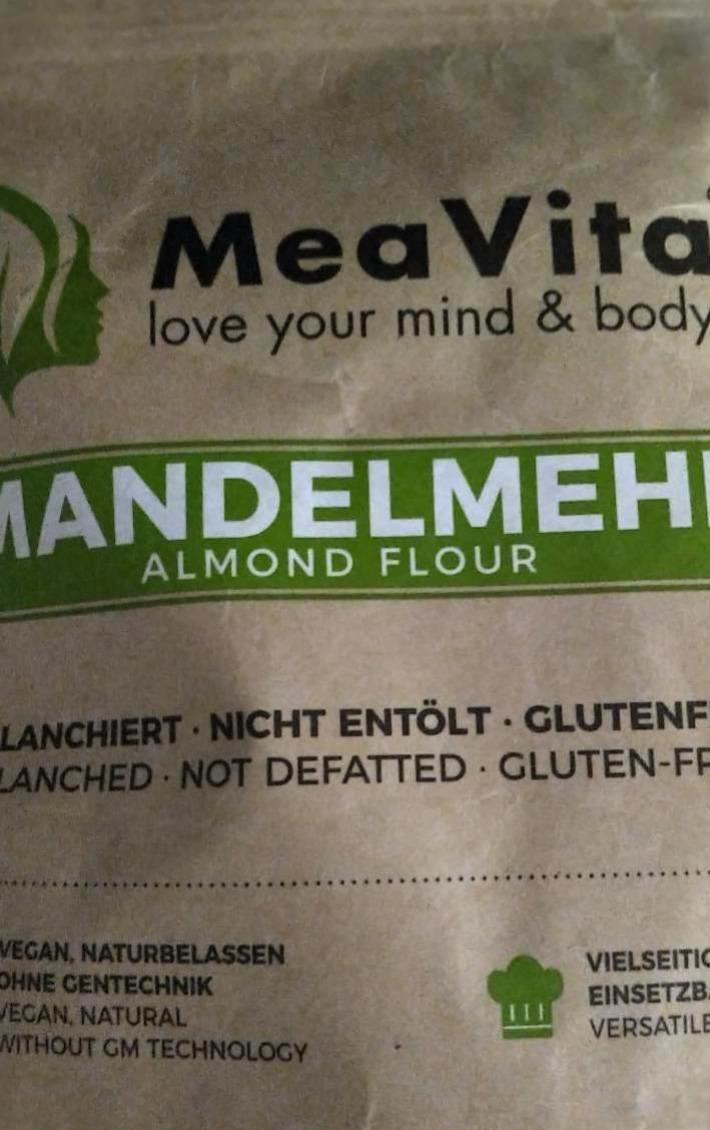 MeaVita
love your mind & body
MANDELMEH
ALMOND FLOUR
LANCHIERT · NICHT ENTÖLT · GLUTENF
LANCHED · NOT DEFATTED · GLUTEN-FR
VEGAN, NATURBELASSEN
OHNE GENTECHNIK
VEGAN, NATURAL
WITHOUT GM TECHNOLOGY
VIELSEITIG
EINSETZBA
VERSATILE